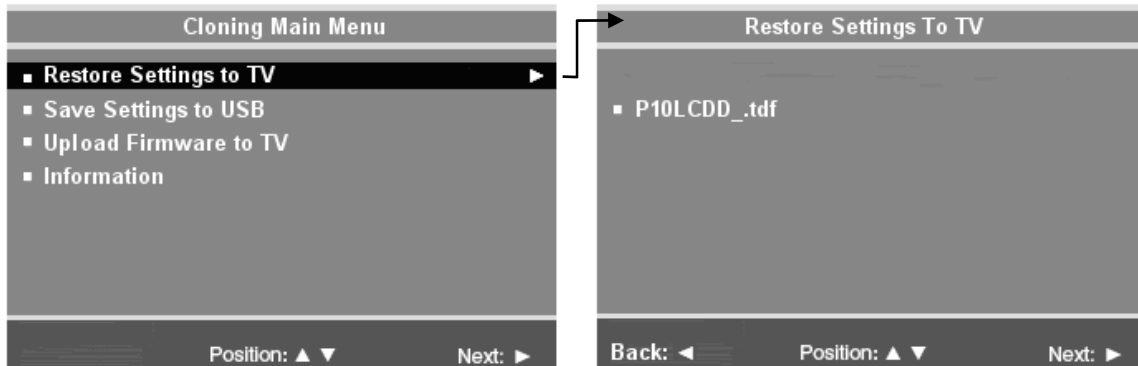 Cloning Main Menu
▪ Restore Settings to TV ►
▪ Save Settings to USB
▪ Upload Firmware to TV
▪ Information
Position: ▲ ▼ Next: ►
Restore Settings To TV
▪ P10LCDD_.tdf
Back: ◄ Position: ▲ ▼ Next: ►